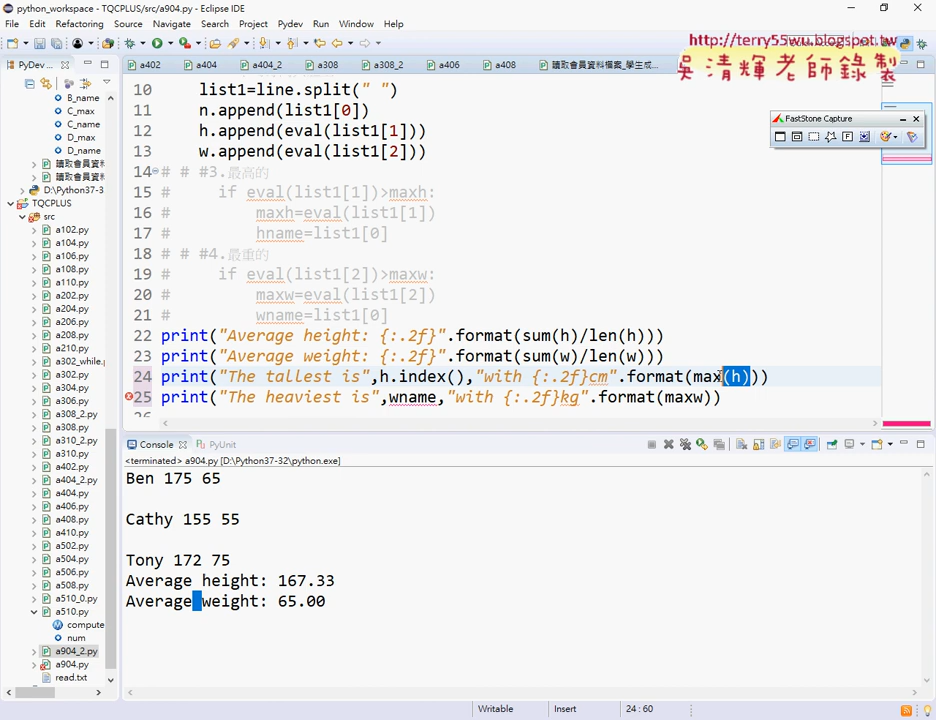 python_workspace - TQCPLUS/src/a904.py - Eclipse IDE
File Edit Refactoring Source Navigate Search Project Pydev Run Window Help
http://terry55wu.blogspot.tw
吳清輝老師錄製
PyDev ...
a402 a404 a404_2 a308 a308_2 a406 a408 讀取會員資料檔案_學生成...
FastStone Capture
B_name
C_max
C_name
D_max
D_name
讀取會員資料
讀取會員資料
D:\Python37-3
TQCPLUS
src
a102.py
a104.py
a106.py
a108.py
a110.py
a202.py
a204.py
a206.py
a208.py
a210.py
a302_while.
a302.py
a304.py
a306.py
a308_2.py
a308.py
a310_2.py
a310.py
a402.py
a404_2.py
a404.py
a406.py
a408.py
a410.py
a502.py
a504.py
a506.py
a508.py
a510_0.py
a510.py
compute
num
a904_2.py
a904.py
read.txt
10 list1=line.split(" ")
11 n.append(list1[0])
12 h.append(eval(list1[1]))
13 w.append(eval(list1[2]))
14 # # #3.最高的
15 # if eval(list1[1])>maxh:
16 # maxh=eval(list1[1])
17 # hname=list1[0]
18 # # #4.最重的
19 # if eval(list1[2])>maxw:
20 # maxw=eval(list1[2])
21 # wname=list1[0]
22 print("Average height: {:.2f}".format(sum(h)/len(h)))
23 print("Average weight: {:.2f}".format(sum(w)/len(w)))
24 print("The tallest is",h.index(),"with {:.2f}cm".format(max(h)))
25 print("The heaviest is",wname,"with {:.2f}kg".format(maxw))
26
Console PyUnit
<terminated> a904.py [D:\Python37-32\python.exe]
Ben 175 65
Cathy 155 55
Tony 172 75
Average height: 167.33
Average weight: 65.00
Writable Insert 24 : 60